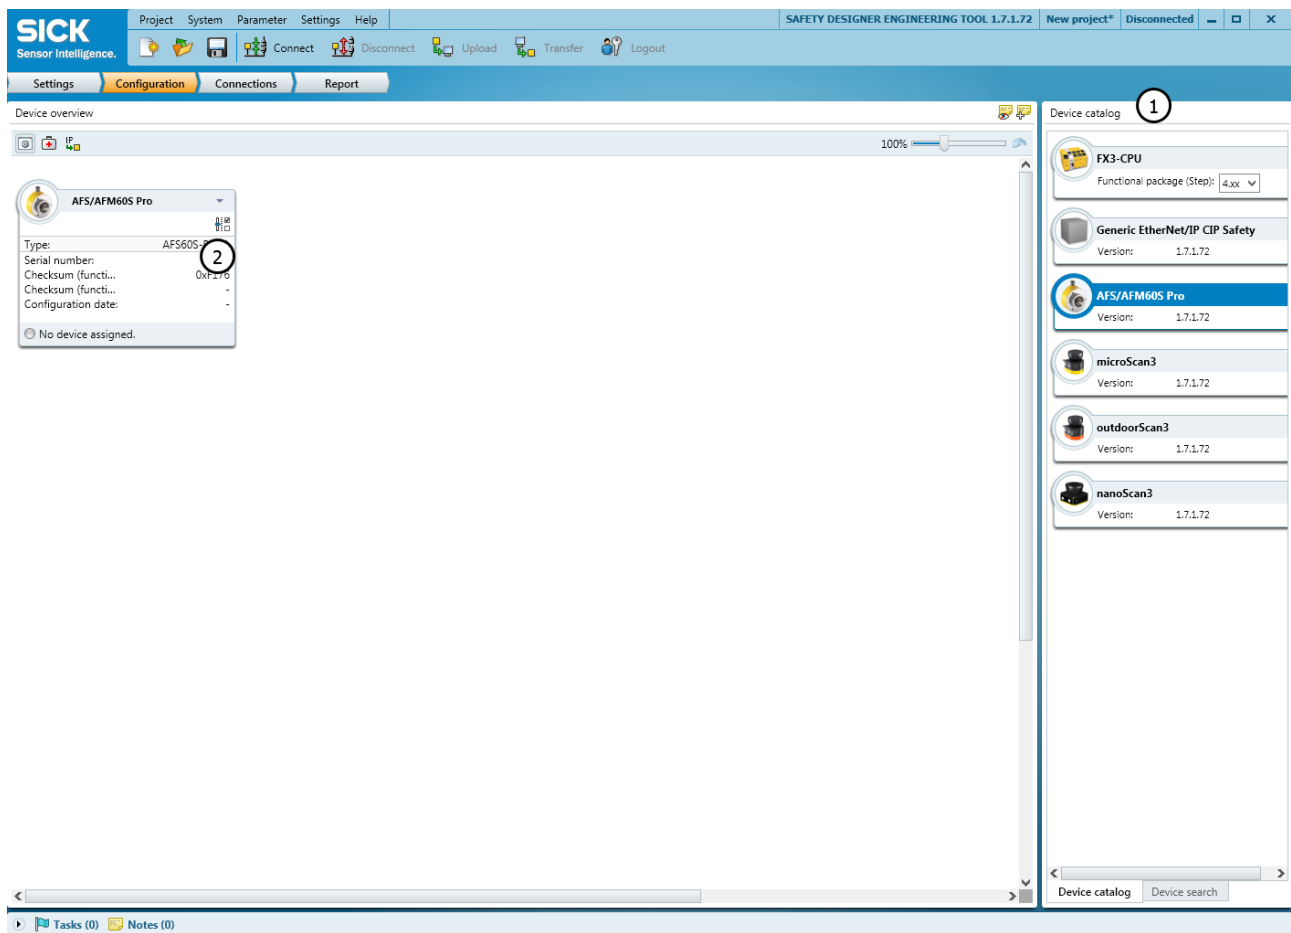 SICK
Sensor Intelligence.
Project System Parameter Settings Help
SAFETY DESIGNER ENGINEERING TOOL 1.7.1.72 New project* Disconnected
Connect Disconnect Upload Transfer Logout
Settings Configuration Connections Report
Device overview
IP
100%
AFS/AFM60S Pro
Type: AFS60S-
2
Serial number:
Checksum (functi... 0xF176
Checksum (functi... -
Configuration date: -
No device assigned.
Device catalog
1
FX3-CPU
Functional package (Step): 4.xx
Generic EtherNet/IP CIP Safety
Version: 1.7.1.72
AFS/AFM60S Pro
Version: 1.7.1.72
microScan3
Version: 1.7.1.72
outdoorScan3
Version: 1.7.1.72
nanoScan3
Version: 1.7.1.72
Device catalog Device search
Tasks (0) Notes (0)